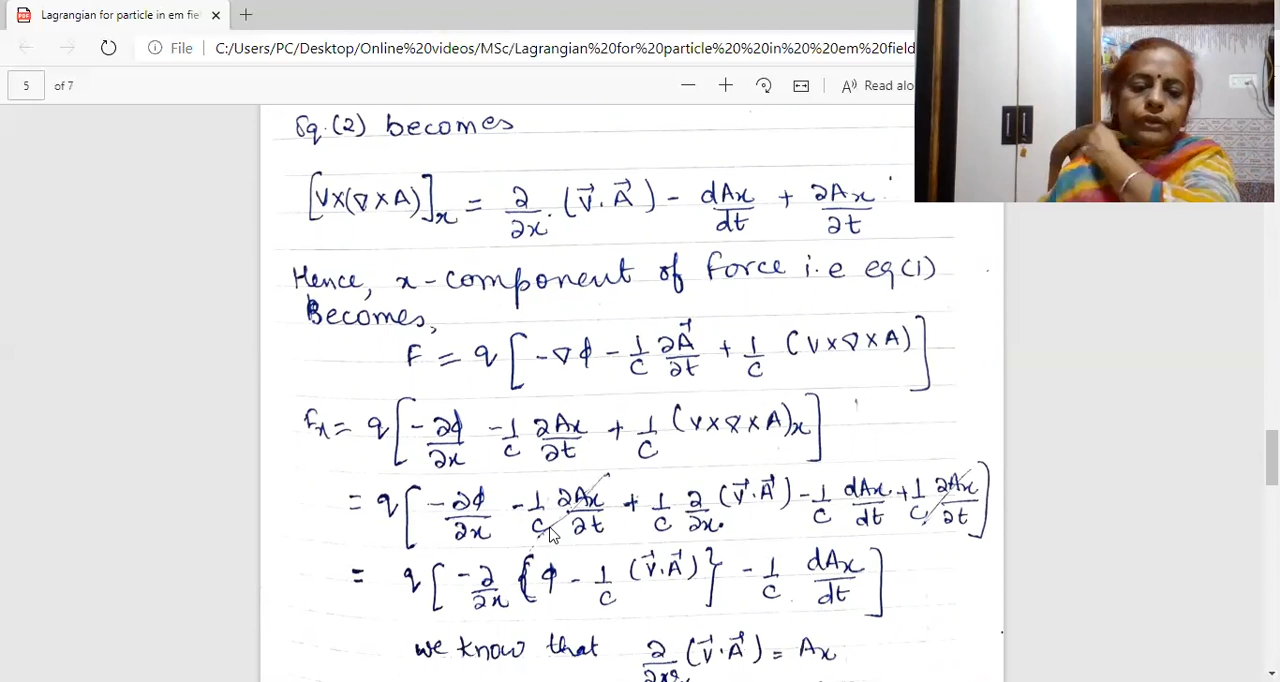 Lagrangian for particle in em fie
File C:/Users/PC/Desktop/Online%20videos/MSc/Lagrangian%20for%20particle%20%20in%20%20em%20field
5 of 7
Read alo
Eq.(2) becomes
[V×(∇×A)]x = ∂/∂x (V⃗.A⃗) - dAx/dt + ∂Ax/∂t
Hence, x-component of force i.e eq(1)
Becomes,
F = q[-∇ϕ - 1/c ∂A⃗/∂t + 1/c (V×∇×A)]
Fx = q[-∂ϕ/∂x - 1/c ∂Ax/∂t + 1/c (V×∇×A)x]
= q[-∂ϕ/∂x - 1/c ∂Ax/∂t + 1/c ∂/∂x (V⃗.A⃗) - 1/c dAx/dt + 1/c ∂Ax/∂t]
= q[-∂/∂x {ϕ - 1/c (V⃗.A⃗)} - 1/c dAx/dt]
we know that ∂/∂ẋ (V⃗.A⃗) = Ax